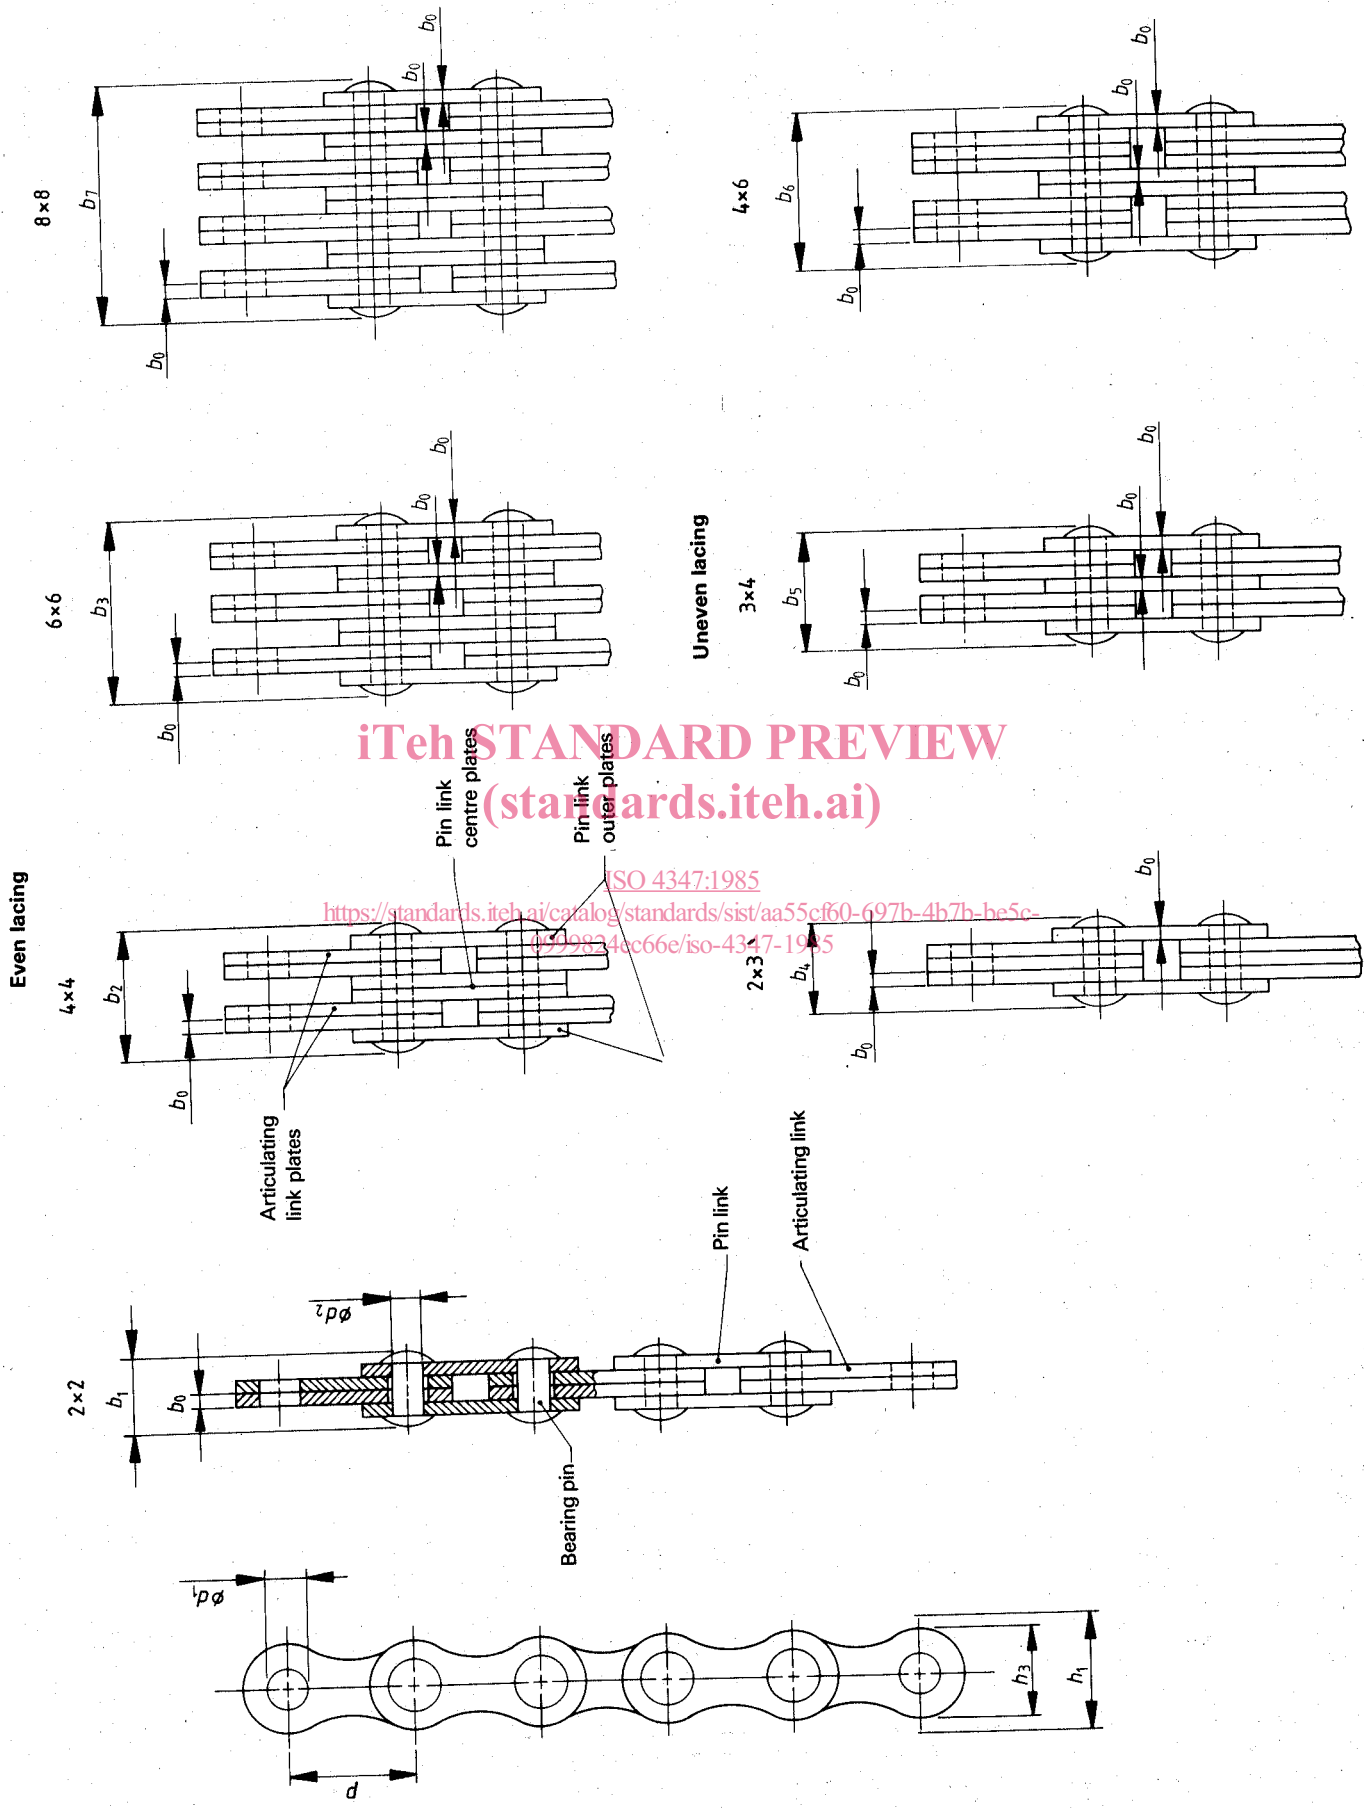 Even lacing
2×2
b₁
b₀
ød₂
Bearing pin
Pin link
Articulating link
ød₁
p
h₃
h₁
4×4
b₂
b₀
Articulating
link plates
Pin link
centre plates
Pin link
outer plates
6×6
b₃
b₀
b₀
b₀
8×8
b₇
b₀
b₀
b₀
Uneven lacing
2×3
b₄
b₀
b₀
3×4
b₅
b₀
b₀
b₀
4×6
b₆
b₀
b₀
b₀
iTeh STANDARD PREVIEW
(standards.iteh.ai)
ISO 4347:1985
https://standards.iteh.ai/catalog/standards/sist/aa55cf60-697b-4b7b-be5c-
0999824ec66e/iso-4347-1985